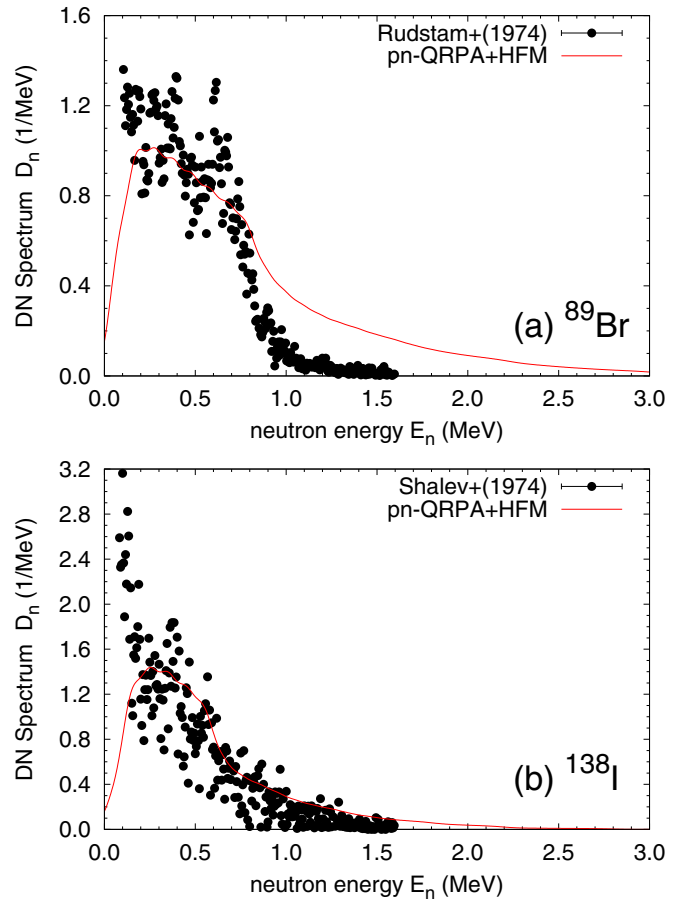 1.6
1.2
0.8
0.4
0.0
DN Spectrum Dₙ (1/MeV)
Rudstam+(1974)
pn-QRPA+HFM
(a) ⁸⁹Br
0.0 0.5 1.0 1.5 2.0 2.5 3.0
neutron energy Eₙ (MeV)
3.2
2.8
2.4
2.0
1.6
1.2
0.8
0.4
0.0
DN Spectrum Dₙ (1/MeV)
Shalev+(1974)
pn-QRPA+HFM
(b) ¹³⁸I
0.0 0.5 1.0 1.5 2.0 2.5 3.0
neutron energy Eₙ (MeV)